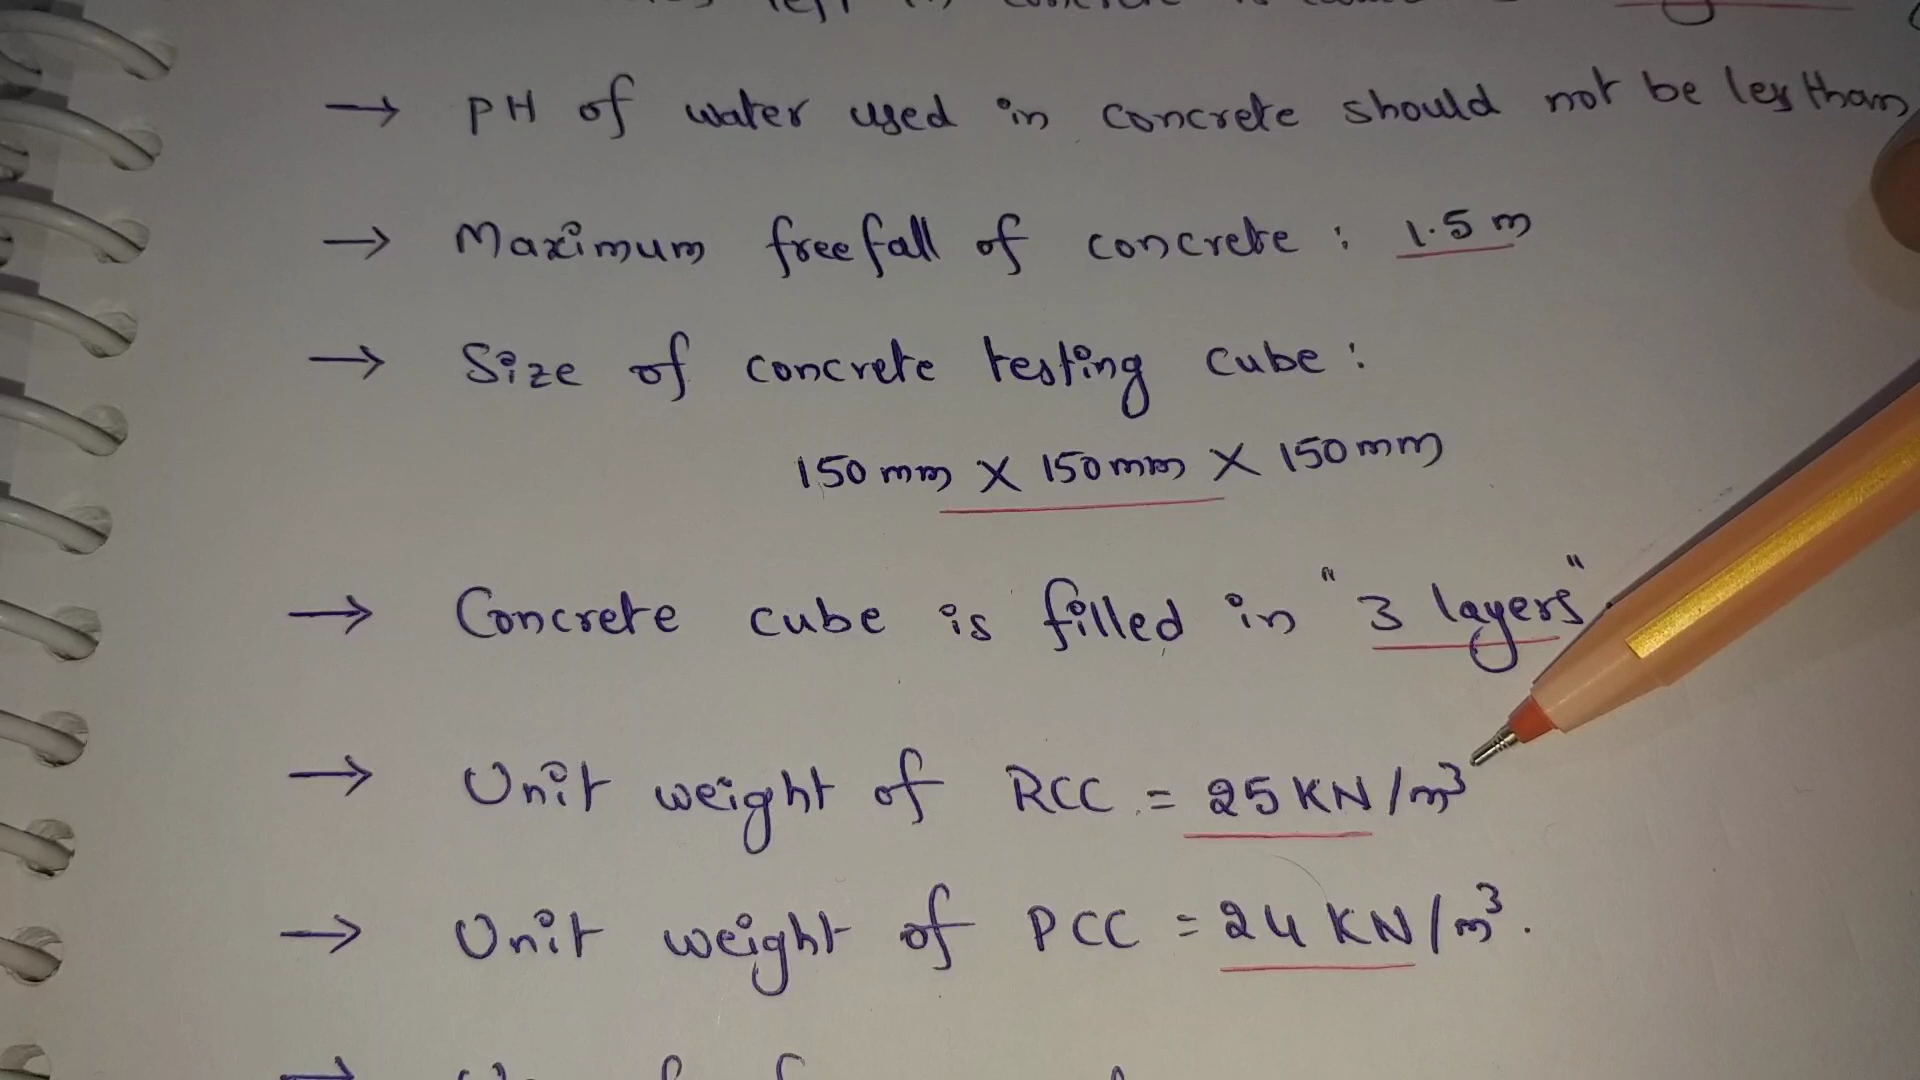 → PH of water used in concrete should not be less than
→ Maximum free fall of concrete : 1.5 m
→ Size of concrete testing cube :
150 mm X 150 mm X 150 mm
→ Concrete cube is filled in "3 layers"
→ Unit weight of RCC = 25 KN/m³
→ Unit weight of PCC = 24 KN/m³.